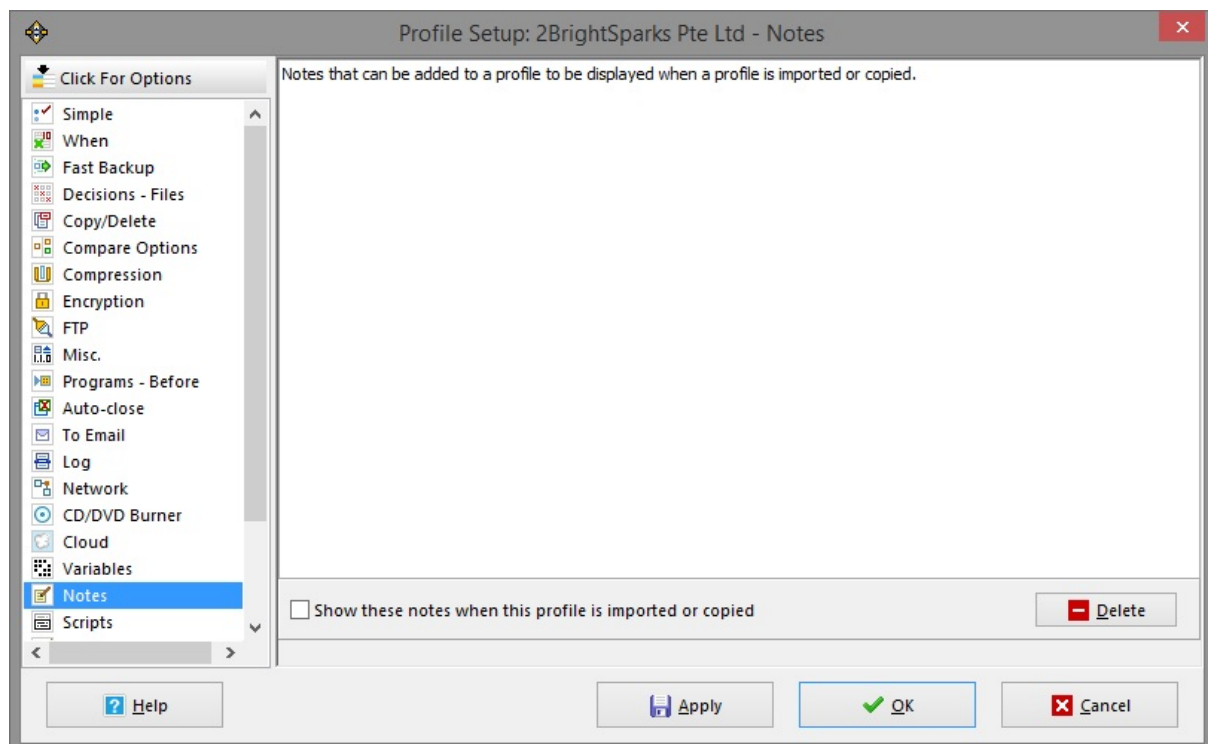 Profile Setup: 2BrightSparks Pte Ltd - Notes
Click For Options
Simple
When
Fast Backup
Decisions - Files
Copy/Delete
Compare Options
Compression
Encryption
FTP
Misc.
Programs - Before
Auto-close
To Email
Log
Network
CD/DVD Burner
Cloud
Variables
Notes
Scripts
Notes that can be added to a profile to be displayed when a profile is imported or copied.
Show these notes when this profile is imported or copied
Delete
Help
Apply
OK
Cancel